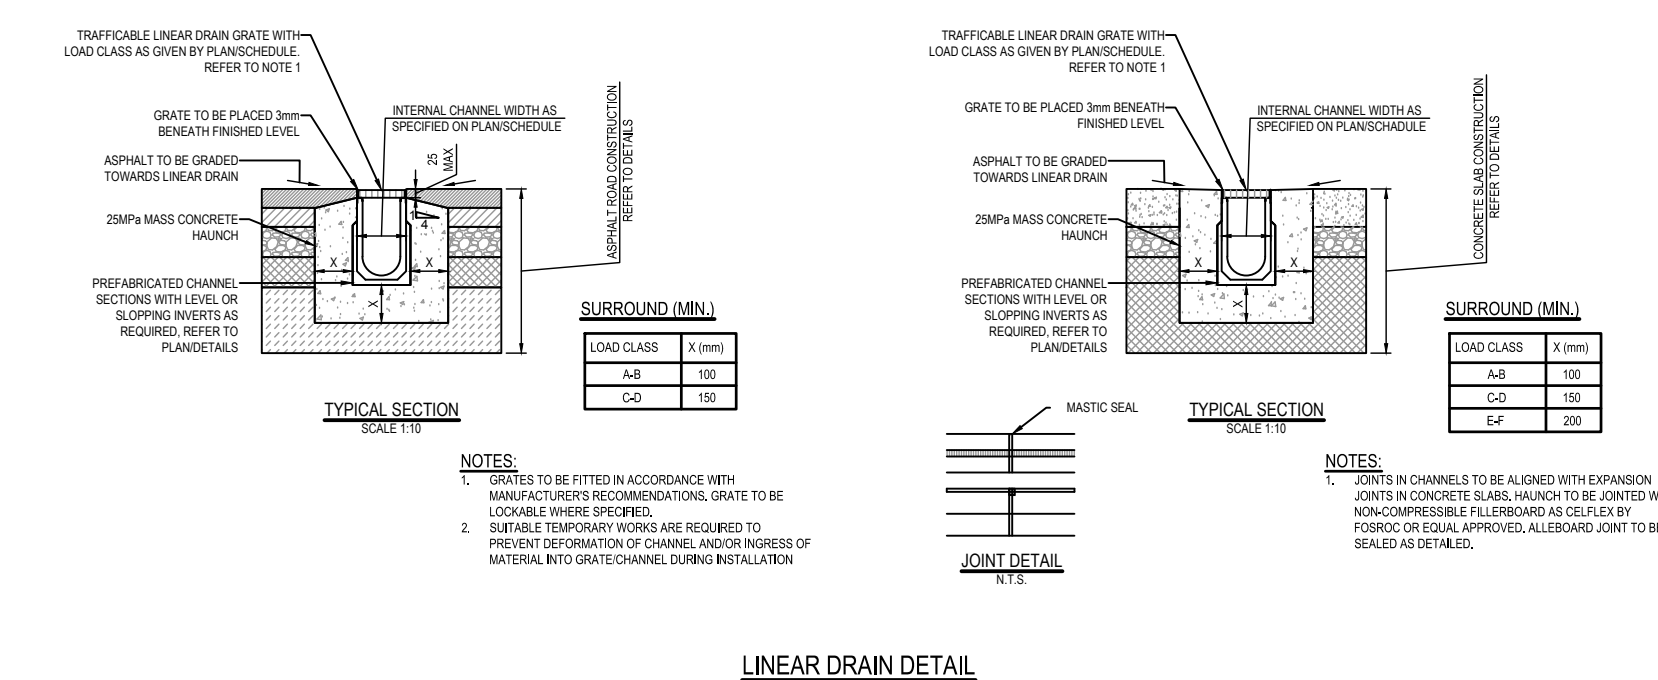 TRAFFICABLE LINEAR DRAIN GRATE WITH
LOAD CLASS AS GIVEN BY PLAN/SCHEDULE.
REFER TO NOTE 1
GRATE TO BE PLACED 3mm
BENEATH FINISHED LEVEL
ASPHALT TO BE GRADED
TOWARDS LINEAR DRAIN
25MPa MASS CONCRETE
HAUNCH
PREFABRICATED CHANNEL
SECTIONS WITH LEVEL OR
SLOPPING INVERTS AS
REQUIRED, REFER TO
PLAN/DETAILS
INTERNAL CHANNEL WIDTH AS
SPECIFIED ON PLAN/SCHEDULE
25
MAX
1
4
X
X
X
ASPHALT ROAD CONSTRUCTION
REFER TO DETAILS
SURROUND (MIN.)
LOAD CLASS X (mm)
A-B 100
C-D 150
TYPICAL SECTION
SCALE 1:10
NOTES:
1. GRATES TO BE FITTED IN ACCORDANCE WITH
MANUFACTURER'S RECOMMENDATIONS. GRATE TO BE
LOCKABLE WHERE SPECIFIED.
2. SUITABLE TEMPORARY WORKS ARE REQUIRED TO
PREVENT DEFORMATION OF CHANNEL AND/OR INGRESS OF
MATERIAL INTO GRATE/CHANNEL DURING INSTALLATION
TRAFFICABLE LINEAR DRAIN GRATE WITH
LOAD CLASS AS GIVEN BY PLAN/SCHEDULE.
REFER TO NOTE 1
GRATE TO BE PLACED 3mm BENEATH
FINISHED LEVEL
ASPHALT TO BE GRADED
TOWARDS LINEAR DRAIN
25MPa MASS CONCRETE
HAUNCH
PREFABRICATED CHANNEL
SECTIONS WITH LEVEL OR
SLOPPING INVERTS AS
REQUIRED, REFER TO
PLAN/DETAILS
INTERNAL CHANNEL WIDTH AS
SPECIFIED ON PLAN/SCHADULE
X
X
X
CONCRETE SLAB CONSTRUCTION
REFER TO DETAILS
SURROUND (MIN.)
LOAD CLASS X (mm)
A-B 100
C-D 150
E-F 200
TYPICAL SECTION
SCALE 1:10
MASTIC SEAL
JOINT DETAIL
N.T.S.
NOTES:
1. JOINTS IN CHANNELS TO BE ALIGNED WITH EXPANSION
JOINTS IN CONCRETE SLABS. HAUNCH TO BE JOINTED
NON-COMPRESSIBLE FILLERBOARD AS CELFLEX BY
FOSROC OR EQUAL APPROVED. ALLEBOARD JOINT TO
SEALED AS DETAILED.
LINEAR DRAIN DETAIL